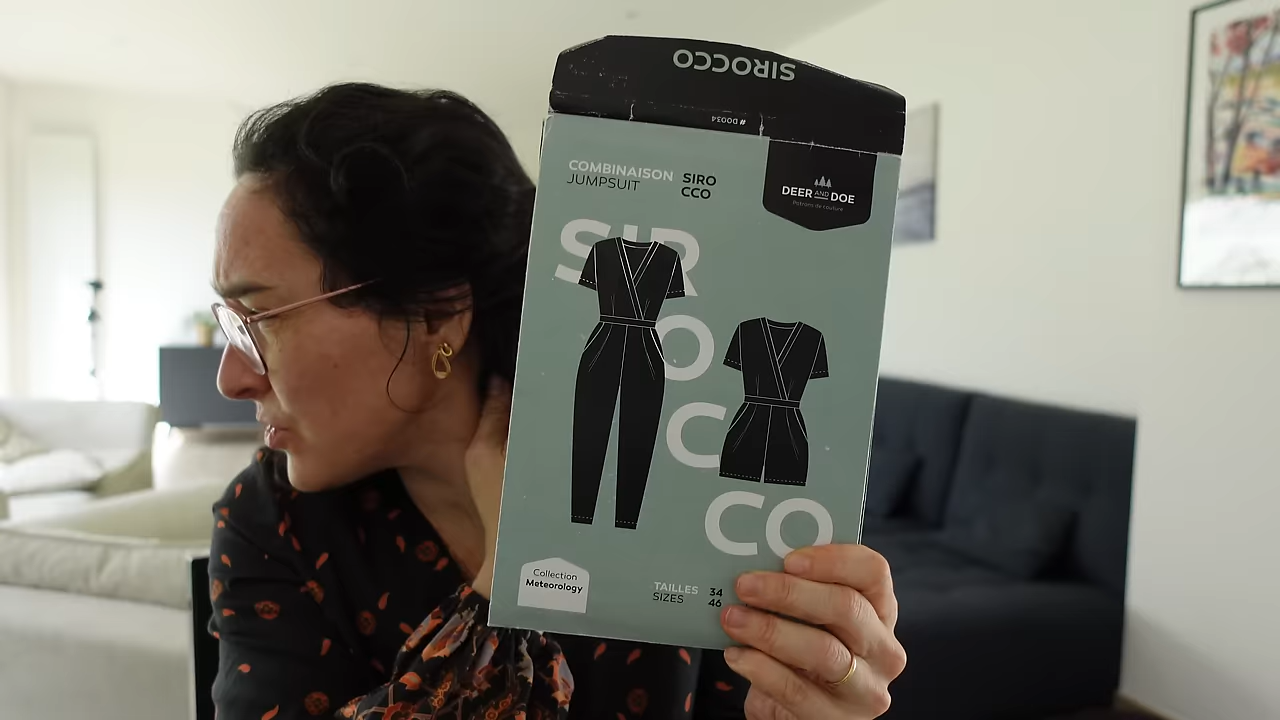 SIROCCO
# D0034
COMBINAISON
JUMPSUIT
SIRO
CCO
DEER AND DOE
Patrons de couture
SIR
O
C
CO
Collection
Meteorology
TAILLES 34
SIZES 46